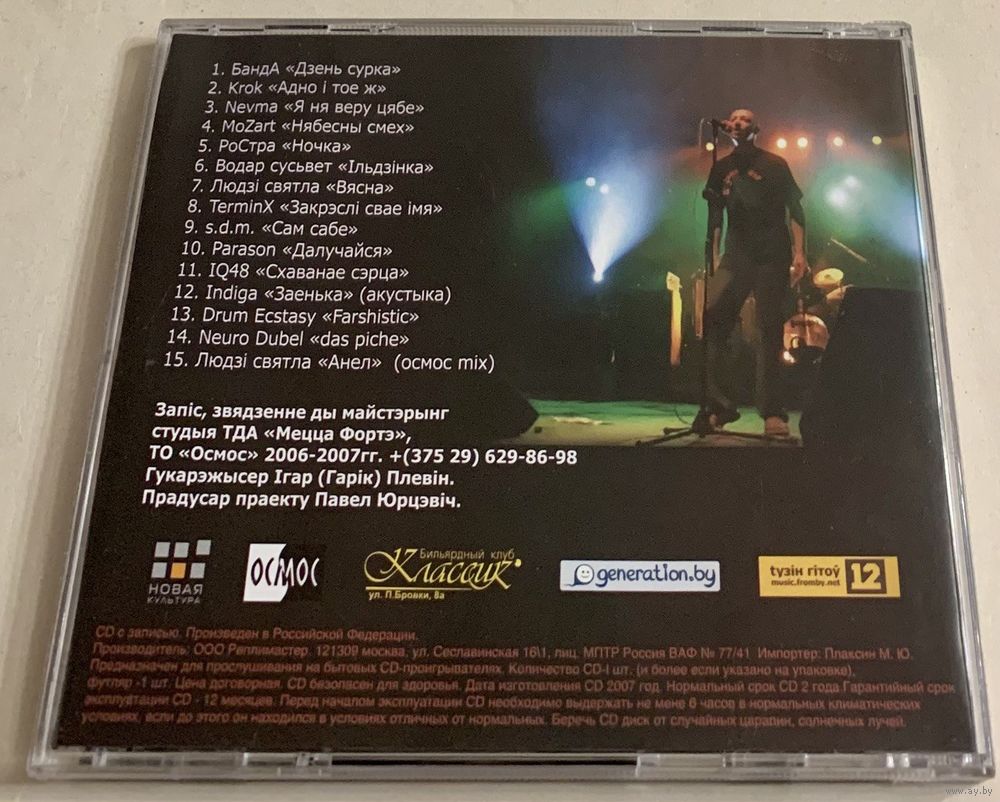 1. БандА «Дзень сурка»
2. Krok «Адно і тое ж»
3. Nevma «Я ня веру цябе»
4. MoZart «Нябесны смех»
5. РоСтра «Ночка»
6. Водар сусьвет «Ільдзінка»
7. Людзі святла «Вясна»
8. TerminX «Закрэслі свае імя»
9. s.d.m. «Сам сабе»
10. Parason «Далучайся»
11. IQ48 «Схаванае сэрца»
12. Indiga «Заенька» (акустыка)
13. Drum Ecstasy «Farshistic»
14. Neuro Dubel «das piche»
15. Людзі святла «Анел» (осмос mix)
Запіс, звядзенне ды майстэрынг
студыя ТДА «Мецца Фортэ»,
ТО «Осмос» 2006-2007гг. +(375 29) 629-86-98
Гукарэжысер Ігар (Гарік) Плевін.
Прадусар праекту Павел Юрцэвіч.
НОВАЯ
КУЛЬТУРА
ОСМОС
Бильярдный клуб
Классик
ул. П.Бровки, 8а
generation.by
тузін гітоў
music.fromby.net
12
CD с записью. Произведен в Российской Федерации.
Производитель: ООО Реплимастер. 121309 москва, ул. Сеславинская 16\1, лиц. МПТР Россия ВАФ № 77/41 Импортер: Плаксин М. Ю.
Предназначен для прослушивания на бытовых CD-проигрывателях. Количество CD-I шт. (и более если указано на упаковке),
футляр -1 шт. Цена договорная. CD безопасен для здоровья. Дата изготовления CD 2007 год. Нормальный срок CD 2 года Гарантийный срок
эксплуатации CD - 12 месяцев. Перед началом эксплуатации CD необходимо выдержать не мене 6 часов в нормальных климатических
условиях, если до этого он находился в условиях отличных от нормальных. Беречь CD диск от случайных царапин, солнечных лучей.
www.ay.by